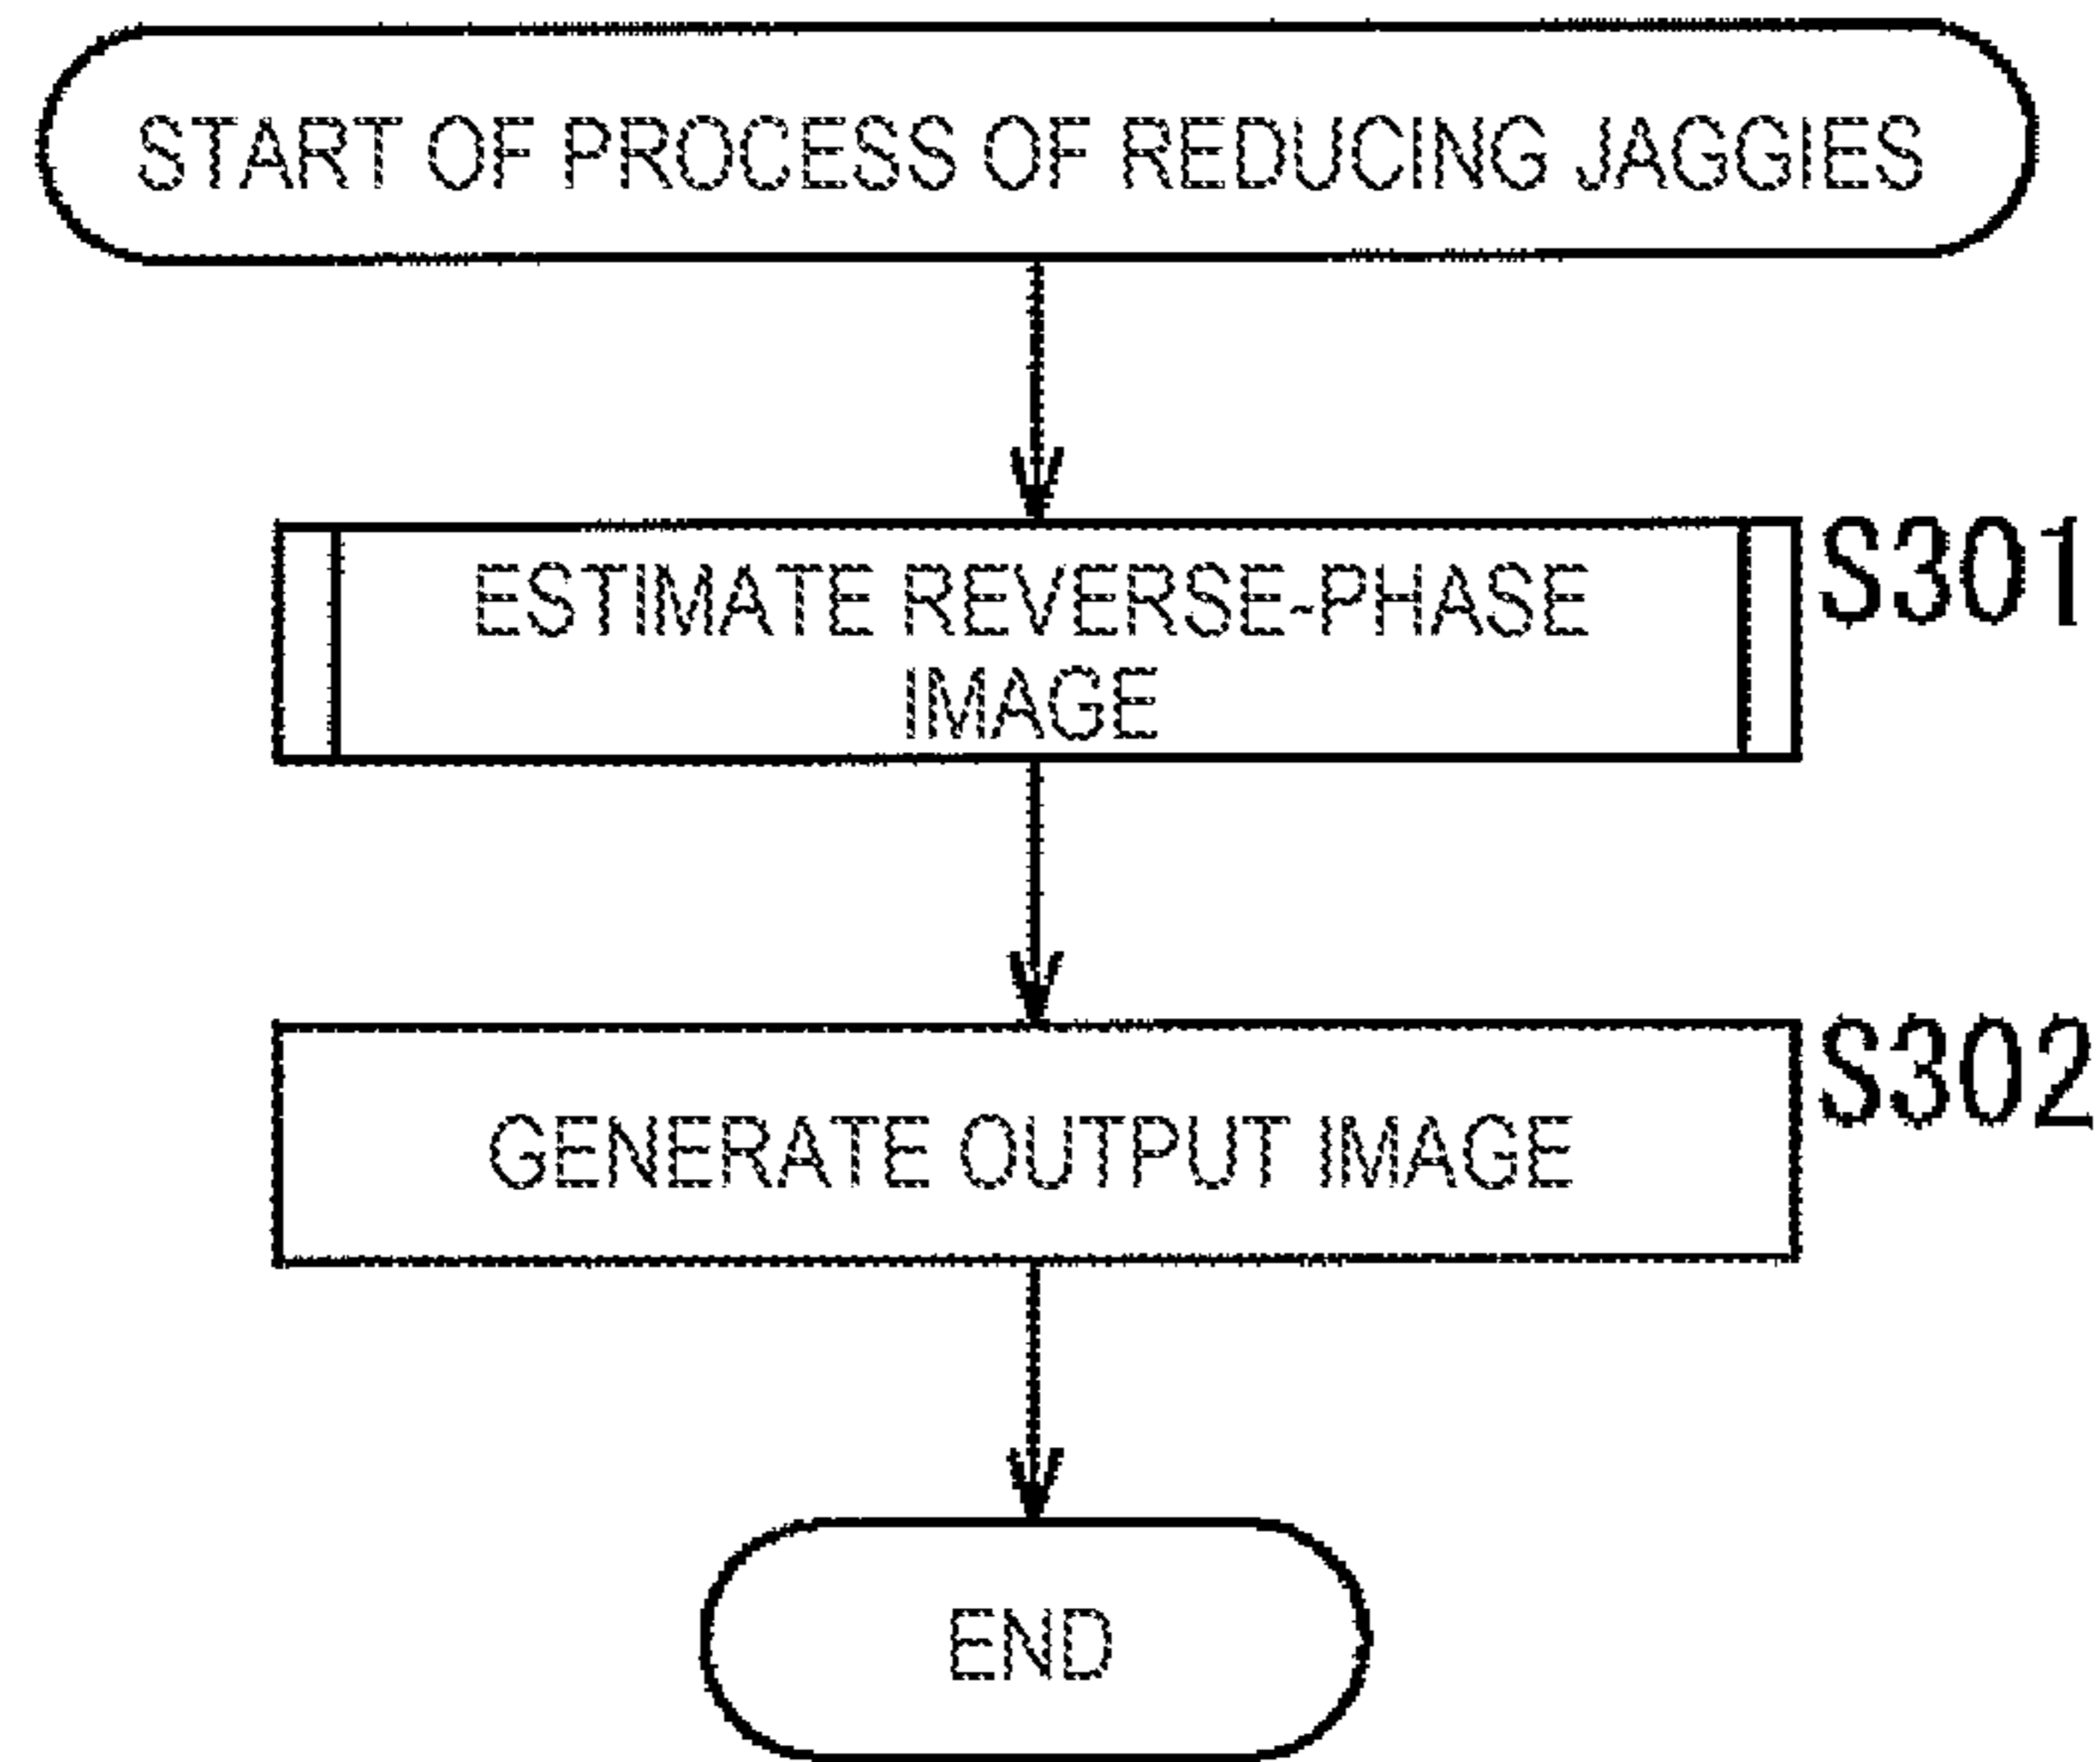 START OF PROCESS OF REDUCING JAGGIES
ESTIMATE REVERSE-PHASE
IMAGE
S301
GENERATE OUTPUT IMAGE
S302
END